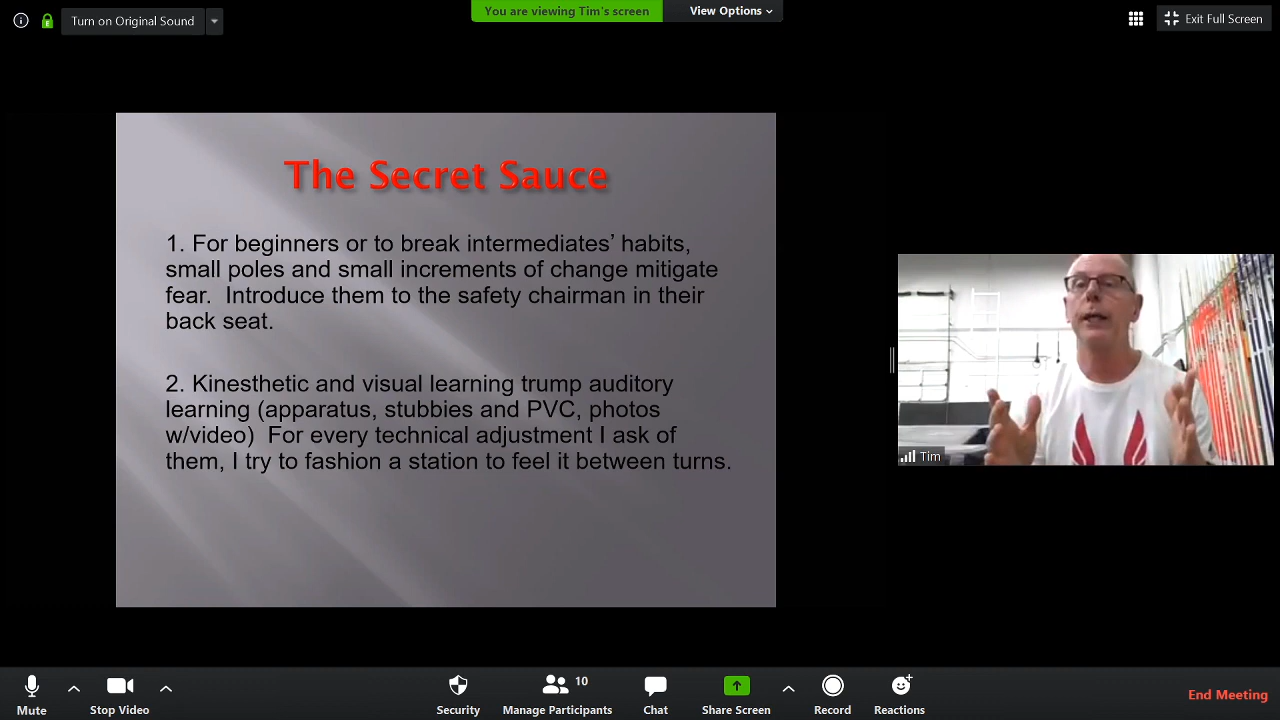 Turn on Original Sound
You are viewing Tim's screen
View Options
Exit Full Screen
The Secret Sauce
1. For beginners or to break intermediates’ habits,
small poles and small increments of change mitigate
fear.  Introduce them to the safety chairman in their
back seat.
2. Kinesthetic and visual learning trump auditory
learning (apparatus, stubbies and PVC, photos
w/video)  For every technical adjustment I ask of
them, I try to fashion a station to feel it between turns.
Tim
Mute
Stop Video
Security
Manage Participants
10
Chat
Share Screen
Record
Reactions
End Meeting